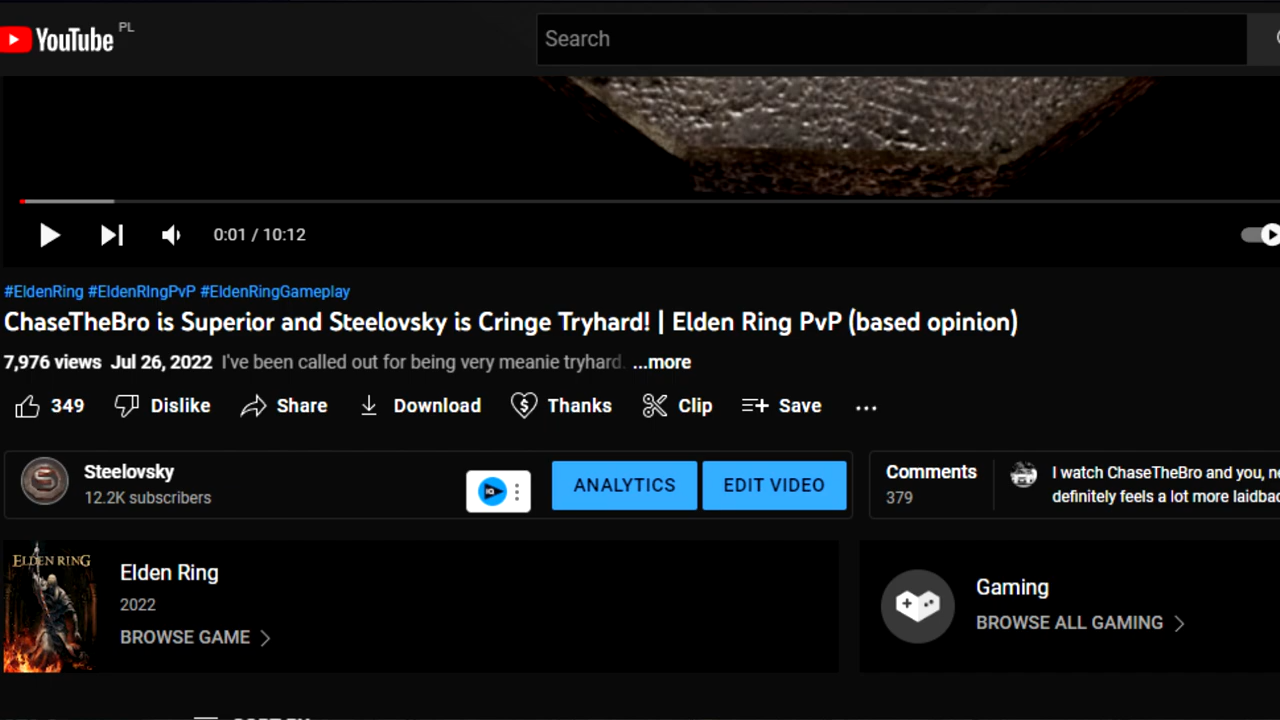 YouTube PL
Search
0:01 / 10:12
#EldenRing #EldenRIngPvP #EldenRingGameplay
ChaseTheBro is Superior and Steelovsky is Cringe Tryhard! | Elden Ring PvP (based opinion)
7,976 views Jul 26, 2022 I've been called out for being very meanie tryhard. ...more
349 Dislike Share Download Thanks Clip Save ...
Steelovsky
12.2K subscribers
ANALYTICS
EDIT VIDEO
Comments
379
I watch ChaseTheBro and you,
definitely feels a lot more
ELDEN RING
Elden Ring
2022
BROWSE GAME
Gaming
BROWSE ALL GAMING